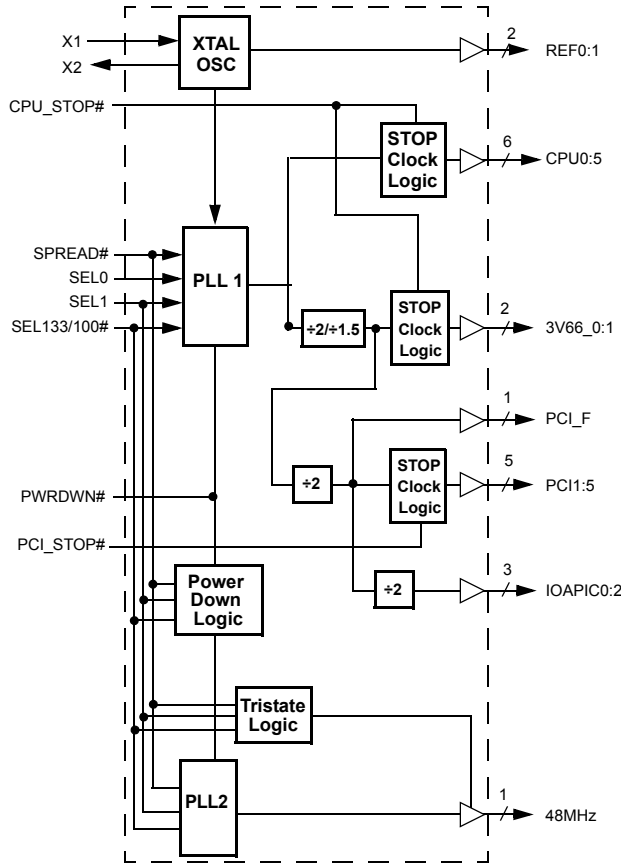 X1
X2
XTAL
OSC
2
REF0:1
CPU_STOP#
STOP
Clock
Logic
6
CPU0:5
SPREAD#
SEL0
SEL1
SEL133/100#
PLL 1
÷2/÷1.5
STOP
Clock
Logic
2
3V66_0:1
1
PCI_F
÷2
STOP
Clock
Logic
5
PCI1:5
PWRDWN#
PCI_STOP#
Power
Down
Logic
÷2
3
IOAPIC0:2
Tristate
Logic
PLL2
1
48MHz